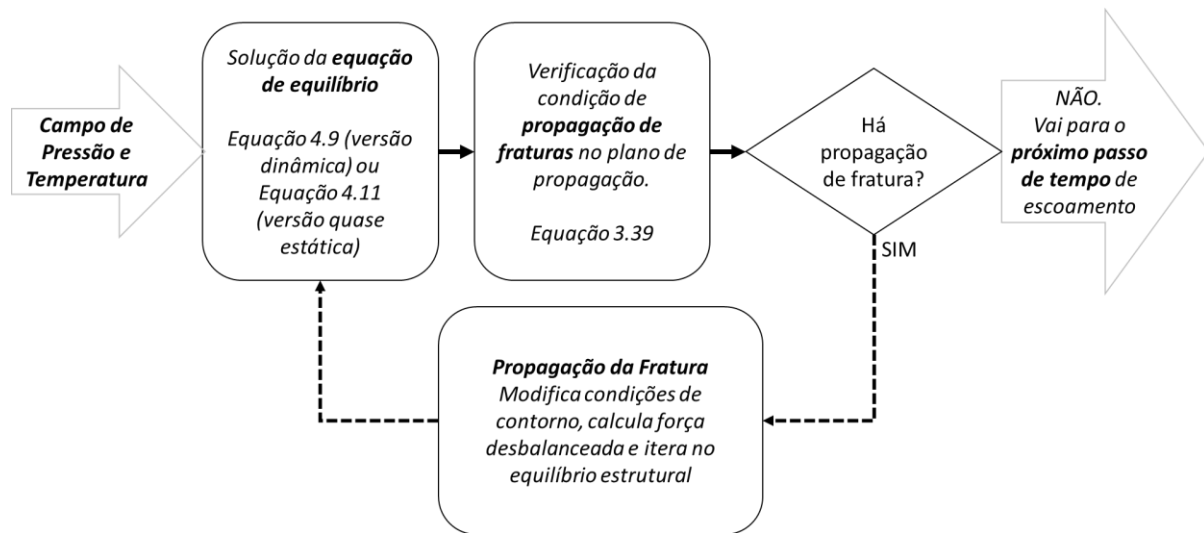 Campo de
Pressão e
Temperatura
Solução da equação
de equilíbrio
Equação 4.9 (versão
dinâmica) ou
Equação 4.11
(versão quase
estática)
Verificação da
condição de
propagação de
fraturas no plano de
propagação.
Equação 3.39
Há
propagação
de fratura?
NÃO.
Vai para o
próximo passo
de tempo de
escoamento
SIM
Propagação da Fratura
Modifica condições de
contorno, calcula força
desbalanceada e itera no
equilíbrio estrutural